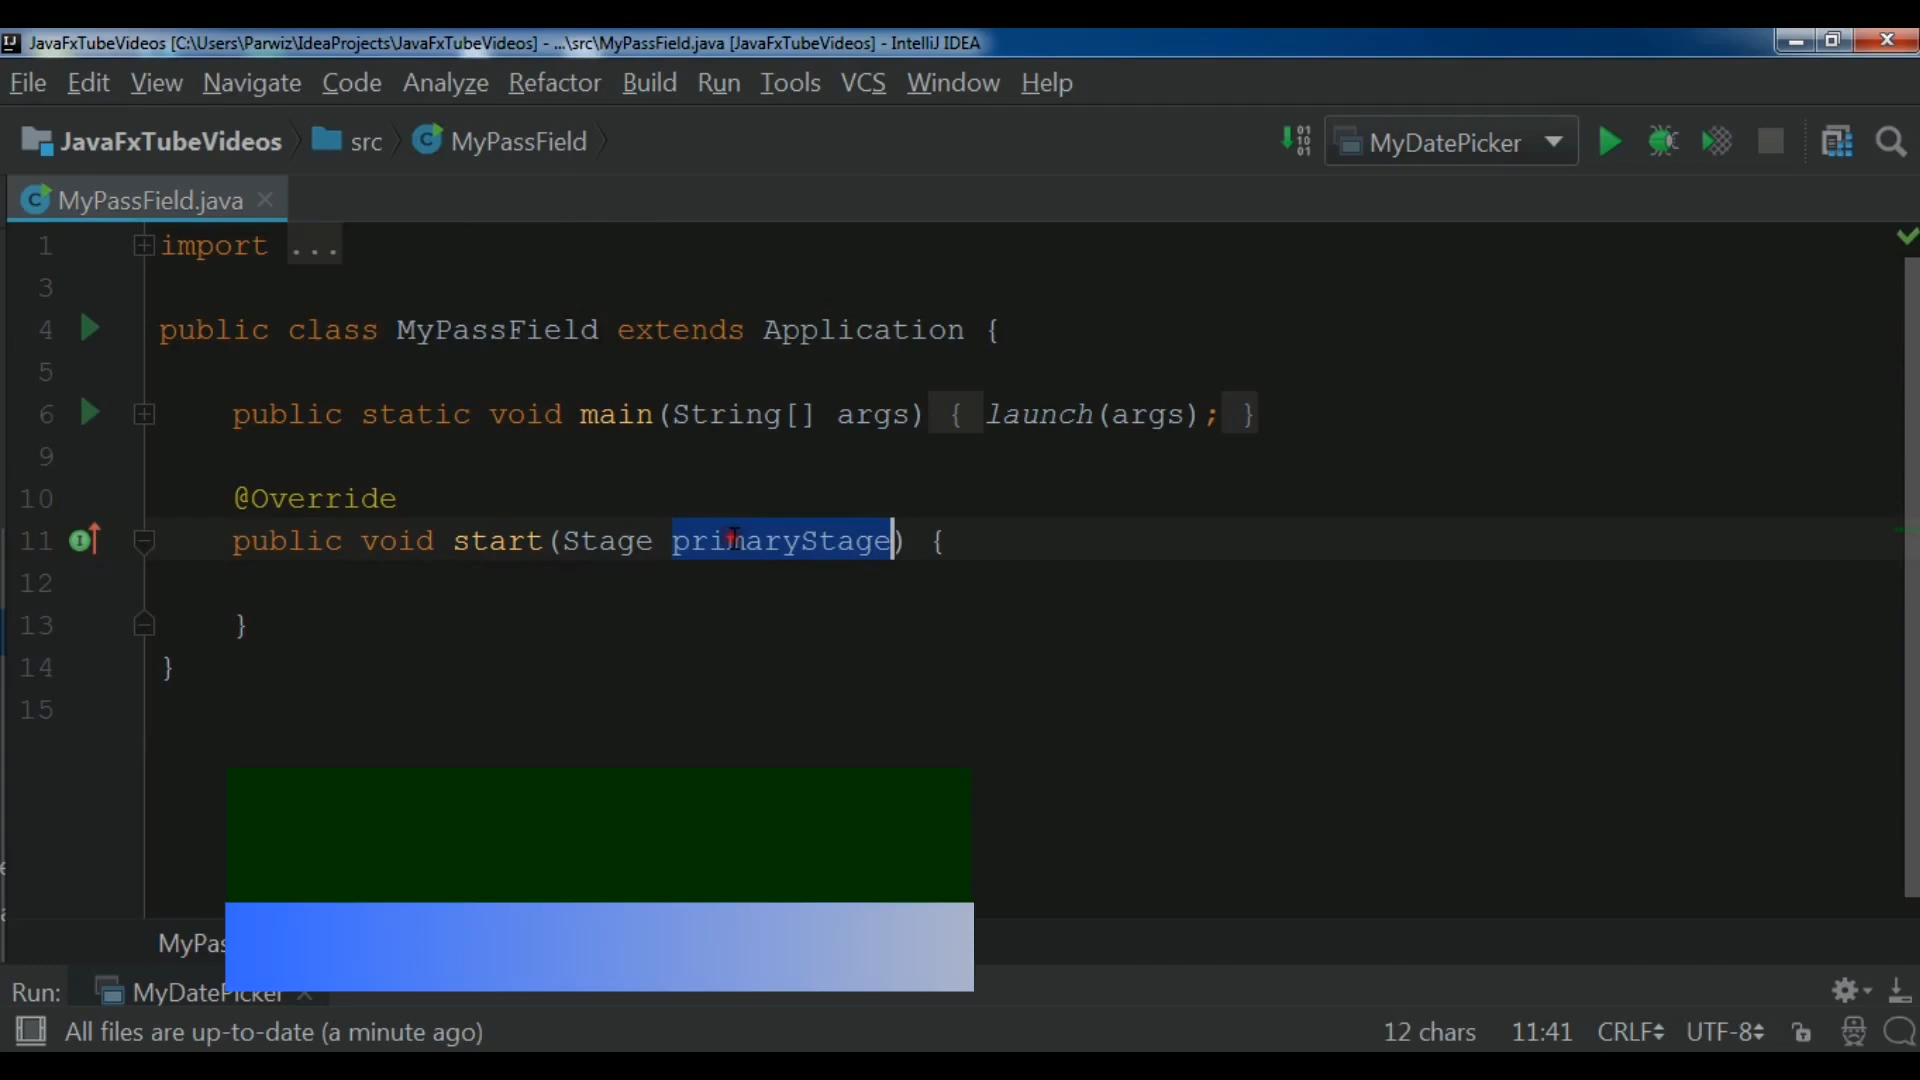 JavaFxTubeVideos [C:\Users\Parwiz\IdeaProjects\JavaFxTubeVideos] - ...\src\MyPassField.java [JavaFxTubeVideos] - IntelliJ IDEA
File Edit View Navigate Code Analyze Refactor Build Run Tools VCS Window Help
JavaFxTubeVideos src MyPassField MyDatePicker
MyPassField.java
1 import ...
3
4 public class MyPassField extends Application {
5
6 public static void main(String[] args) { launch(args); }
9
10 @Override
11 public void start(Stage primaryStage) {
12
13 }
14 }
15
MyPas
Run: MyDatePicker
All files are up-to-date (a minute ago) 12 chars 11:41 CRLF UTF-8